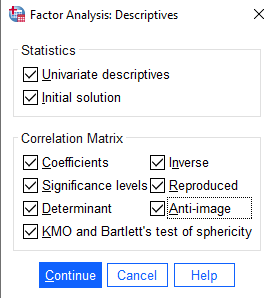 Factor Analysis: Descriptives
Statistics
Univariate descriptives
Initial solution
Correlation Matrix
Coefficients Inverse
Significance levels Reproduced
Determinant Anti-image
KMO and Bartlett's test of sphericity
Continue Cancel Help